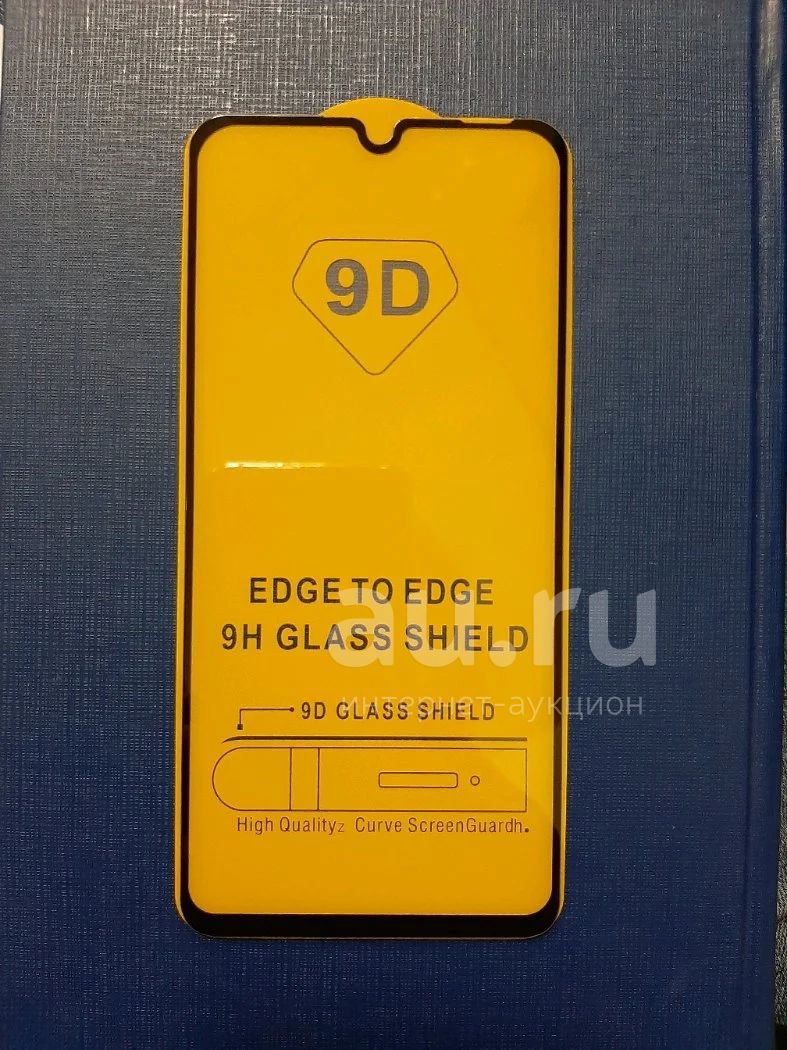 9D
EDGE TO EDGE
9H GLASS SHIELD
au.ru
интернет-аукцион
9D GLASS SHIELD
High Qualityz Curve ScreenGuardh.